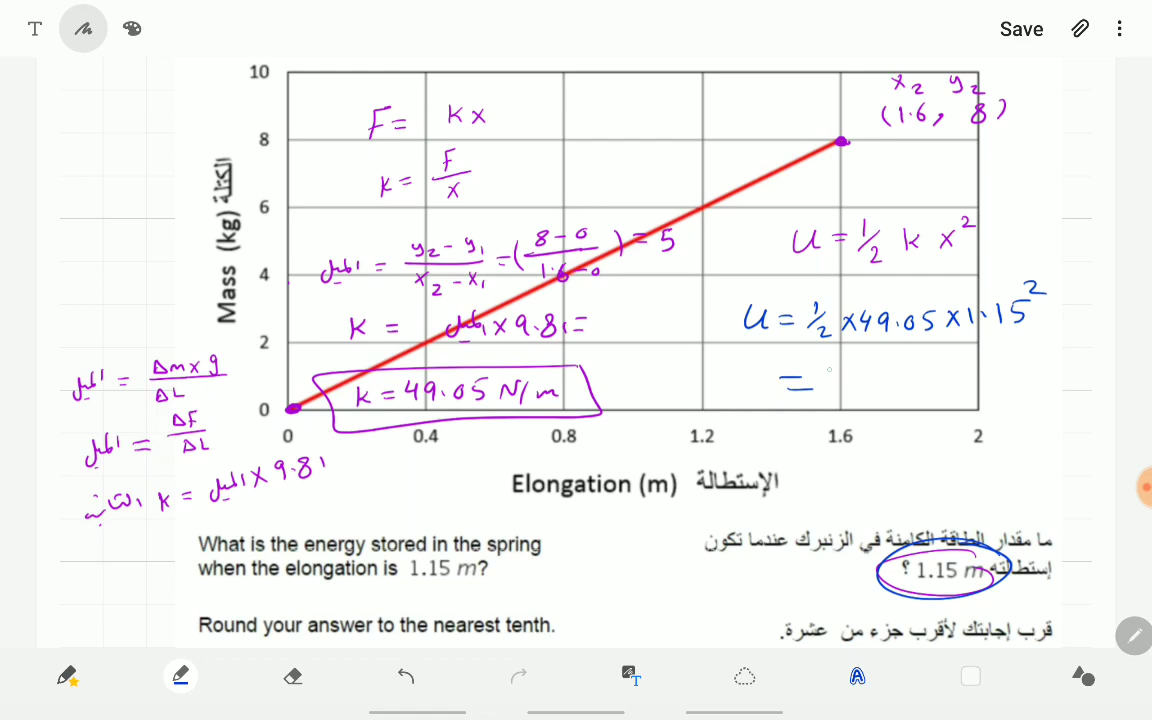 T
Save
10
8
6
4
2
0
Mass (kg) الكتلة
x₂ y₂
(1.6, 8)
F = kx
k = F/x
الميل = (y₂ - y₁)/(x₂ - x₁) = ((8 - 0)/(1.6 - 0)) = 5
k = الميل × 9.81 =
k = 49.05 N/m
U = 1/2 k x²
U = 1/2 × 49.05 × 1.15²
=
الميل = Δm × g / ΔL
الميل = ΔF / ΔL
k = الميل × 9.81
0 0.4 0.8 1.2 1.6 2
Elongation (m) الإستطالة
What is the energy stored in the spring
when the elongation is 1.15 m?
Round your answer to the nearest tenth.
ما مقدار الطاقة الكامنة في الزنبرك عندما تكون
إستطالته 1.15 m ؟
قرب إجابتك لأقرب جزء من عشرة.
T
A